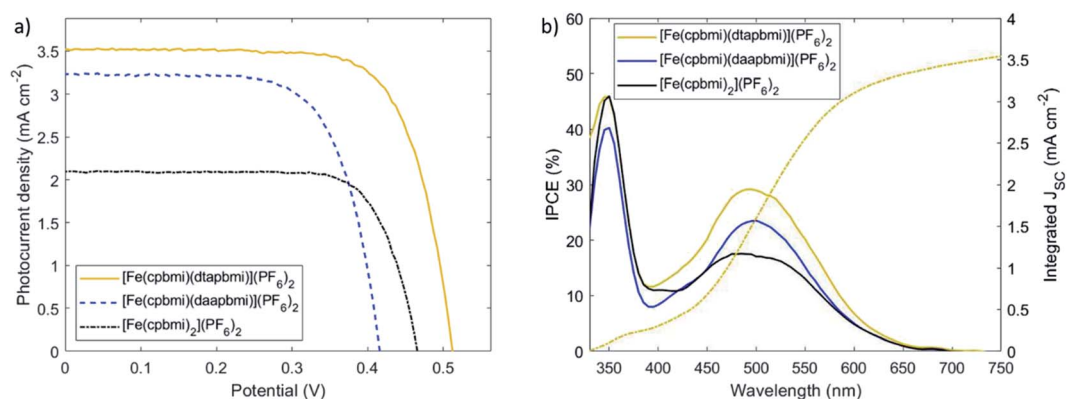 a)
Photocurrent density (mA cm-2)
3.5
3
2.5
2
1.5
1
0.5
0
[Fe(cpbmi)(dtapbmi)](PF6)2
[Fe(cpbmi)(daapbmi)](PF6)2
[Fe(cpbmi)2](PF6)2
0 0.1 0.2 0.3 0.4 0.5
Potential (V)
b)
IPCE (%)
60
50
40
30
20
10
0
[Fe(cpbmi)(dtapbmi)](PF6)2
[Fe(cpbmi)(daapbmi)](PF6)2
[Fe(cpbmi)2](PF6)2
350 400 450 500 550 600 650 700 750
Wavelength (nm)
4
3.5
3
2.5
2
1.5
1
0.5
0
Integrated JSC (mA cm-2)